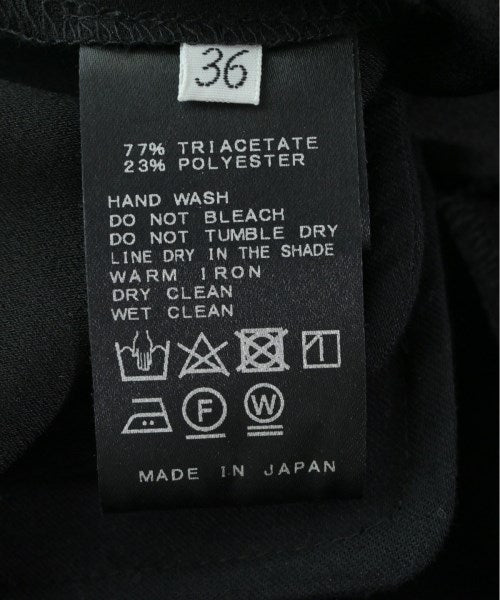 36
77% TRIACETATE
23% POLYESTER
HAND WASH
DO NOT BLEACH
DO NOT TUMBLE DRY
LINE DRY IN THE SHADE
WARM IRON
DRY CLEAN
WET CLEAN
F W
MADE IN JAPAN